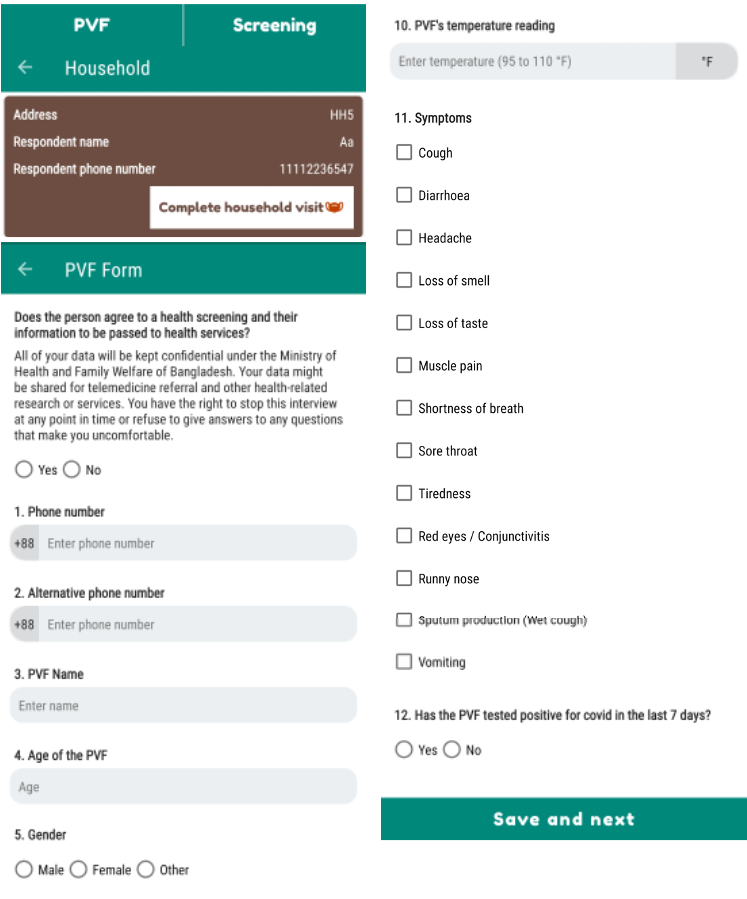 PVF
Screening
Household
Address HH5
Respondent name Aa
Respondent phone number 11112236547
Complete household visit
PVF Form
Does the person agree to a health screening and their
information to be passed to health services?
All of your data will be kept confidential under the Ministry of
Health and Family Welfare of Bangladesh. Your data might
be shared for telemedicine referral and other health-related
research or services. You have the right to stop this interview
at any point in time or refuse to give answers to any questions
that make you uncomfortable.
Yes No
1. Phone number
+88 Enter phone number
2. Alternative phone number
+88 Enter phone number
3. PVF Name
Enter name
4. Age of the PVF
Age
5. Gender
Male Female Other
10. PVF's temperature reading
Enter temperature (95 to 110 °F) °F
11. Symptoms
Cough
Diarrhoea
Headache
Loss of smell
Loss of taste
Muscle pain
Shortness of breath
Sore throat
Tiredness
Red eyes / Conjunctivitis
Runny nose
Sputum production (Wet cough)
Vomiting
12. Has the PVF tested positive for covid in the last 7 days?
Yes No
Save and next